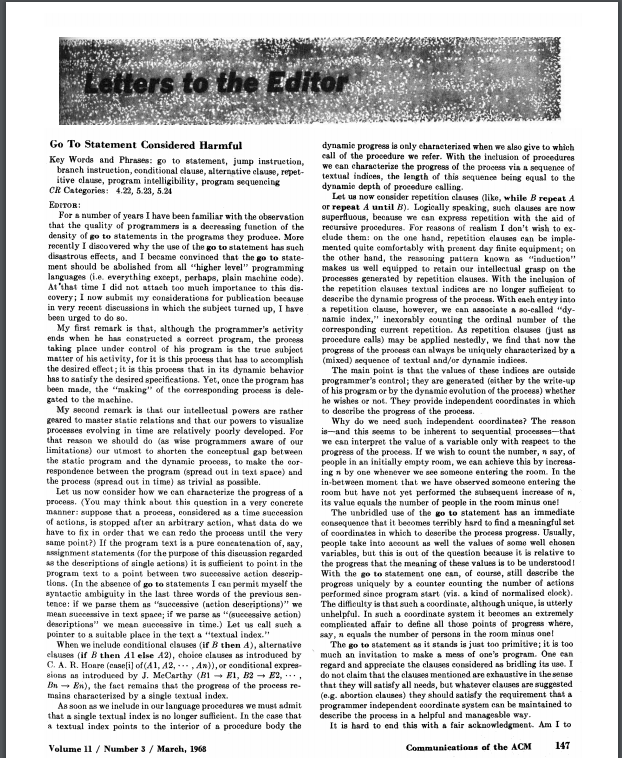 Letters to the Editor
Go To Statement Considered Harmful
Key Words and Phrases: go to statement, jump instruction,
branch instruction, conditional clause, alternative clause, repet-
itive clause, program intelligibility, program sequencing
CR Categories: 4.22, 5.23, 5.24
EDITOR:
For a number of years I have been familiar with the observation
that the quality of programmers is a decreasing function of the
density of go to statements in the programs they produce. More
recently I discovered why the use of the go to statement has such
disastrous effects, and I became convinced that the go to state-
ment should be abolished from all "higher level" programming
languages (i.e. everything except, perhaps, plain machine code).
At that time I did not attach too much importance to this dis-
covery; I now submit my considerations for publication because
in very recent discussions in which the subject turned up, I have
been urged to do so.
My first remark is that, although the programmer's activity
ends when he has constructed a correct program, the process
taking place under control of his program is the true subject
matter of his activity, for it is this process that has to accomplish
the desired effect; it is this process that in its dynamic behavior
has to satisfy the desired specifications. Yet, once the program has
been made, the "making" of the corresponding process is dele-
gated to the machine.
My second remark is that our intellectual powers are rather
geared to master static relations and that our powers to visualize
processes evolving in time are relatively poorly developed. For
that reason we should do (as wise programmers aware of our
limitations) our utmost to shorten the conceptual gap between
the static program and the dynamic process, to make the cor-
respondence between the program (spread out in text space) and
the process (spread out in time) as trivial as possible.
Let us now consider how we can characterize the progress of a
process. (You may think about this question in a very concrete
manner: suppose that a process, considered as a time succession
of actions, is stopped after an arbitrary action, what data do we
have to fix in order that we can redo the process until the very
same point?) If the program text is a pure concatenation of, say,
assignment statements (for the purpose of this discussion regarded
as the descriptions of single actions) it is sufficient to point in the
program text to a point between two successive action descrip-
tions. (In the absence of go to statements I can permit myself the
syntactic ambiguity in the last three words of the previous sen-
tence: if we parse them as "successive (action descriptions)" we
mean successive in text space; if we parse as "(successive action)
descriptions" we mean successive in time.) Let us call such a
pointer to a suitable place in the text a "textual index."
When we include conditional clauses (if B then A), alternative
clauses (if B then A1 else A2), choice clauses as introduced by
C. A. R. Hoare (case[i] of(A1, A2, ··· , An)), or conditional expres-
sions as introduced by J. McCarthy (B1 → E1, B2 → E2, ··· ,
Bn → En), the fact remains that the progress of the process re-
mains characterized by a single textual index.
As soon as we include in our language procedures we must admit
that a single textual index is no longer sufficient. In the case that
a textual index points to the interior of a procedure body the
dynamic progress is only characterized when we also give to which
call of the procedure we refer. With the inclusion of procedures
we can characterize the progress of the process via a sequence of
textual indices, the length of this sequence being equal to the
dynamic depth of procedure calling.
Let us now consider repetition clauses (like, while B repeat A
or repeat A until B). Logically speaking, such clauses are now
superfluous, because we can express repetition with the aid of
recursive procedures. For reasons of realism I don't wish to ex-
clude them: on the one hand, repetition clauses can be imple-
mented quite comfortably with present day finite equipment; on
the other hand, the reasoning pattern known as "induction"
makes us well equipped to retain our intellectual grasp on the
processes generated by repetition clauses. With the inclusion of
the repetition clauses textual indices are no longer sufficient to
describe the dynamic progress of the process. With each entry into
a repetition clause, however, we can associate a so-called "dy-
namic index," inexorably counting the ordinal number of the
corresponding current repetition. As repetition clauses (just as
procedure calls) may be applied nestedly, we find that now the
progress of the process can always be uniquely characterized by a
(mixed) sequence of textual and/or dynamic indices.
The main point is that the values of these indices are outside
programmer's control; they are generated (either by the write-up
of his program or by the dynamic evolution of the process) whether
he wishes or not. They provide independent coordinates in which
to describe the progress of the process.
Why do we need such independent coordinates? The reason
is—and this seems to be inherent to sequential processes—that
we can interpret the value of a variable only with respect to the
progress of the process. If we wish to count the number, n say, of
people in an initially empty room, we can achieve this by increas-
ing n by one whenever we see someone entering the room. In the
in-between moment that we have observed someone entering the
room but have not yet performed the subsequent increase of n,
its value equals the number of people in the room minus one!
The unbridled use of the go to statement has an immediate
consequence that it becomes terribly hard to find a meaningful set
of coordinates in which to describe the process progress. Usually,
people take into account as well the values of some well chosen
variables, but this is out of the question because it is relative to
the progress that the meaning of these values is to be understood!
With the go to statement one can, of course, still describe the
progress uniquely by a counter counting the number of actions
performed since program start (viz. a kind of normalized clock).
The difficulty is that such a coordinate, although unique, is utterly
unhelpful. In such a coordinate system it becomes an extremely
complicated affair to define all those points of progress where,
say, n equals the number of persons in the room minus one!
The go to statement as it stands is just too primitive; it is too
much an invitation to make a mess of one's program. One can
regard and appreciate the clauses considered as bridling its use. I
do not claim that the clauses mentioned are exhaustive in the sense
that they will satisfy all needs, but whatever clauses are suggested
(e.g. abortion clauses) they should satisfy the requirement that a
programmer independent coordinate system can be maintained to
describe the process in a helpful and manageable way.
It is hard to end this with a fair acknowledgment. Am I to
Volume 11 / Number 3 / March, 1968
Communications of the ACM 147